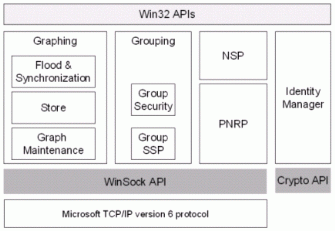 Win32 APIs
Graphing
Flood &
Synchronization
Store
Graph
Maintenance
Grouping
Group
Security
Group
SSP
NSP
PNRP
Identity
Manager
WinSock API
Crypto API
Microsoft TCP/IP version 6 protocol